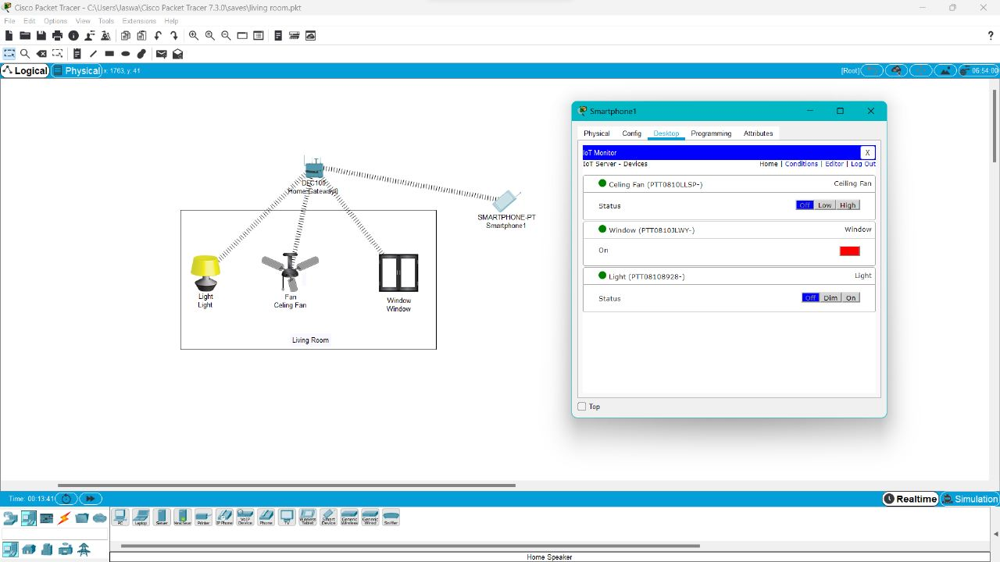 Cisco Packet Tracer - C:\Users\Jaswa\Cisco Packet Tracer 7.3.0\saves\living room.pkt
File Edit Options View Tools Extensions Help
?
Logical Physical x: 1763, y: 41 [Root] 06:54:00
Smartphone1
Physical Config Desktop Programming Attributes
IoT Monitor X
IoT Server - Devices Home | Conditions | Editor | Log Out
Celing Fan (PTT0810LLSP-) Ceiling Fan
Status Off Low High
Window (PTT0810JLWY-) Window
On
Light (PTT08108928-) Light
Status Off Dim On
Top
Home Gateway0
SMARTPHONE-PT
Smartphone1
Light
Light
Fan
Celing Fan
Window
Window
Living Room
Time: 00:13:41 Realtime Simulation
PC Laptop Server Printer IP Phone VoIP Device Phone TV Wireless Tablet Smart Device Generic Wireless Generic Wired Sniffer
Home Speaker